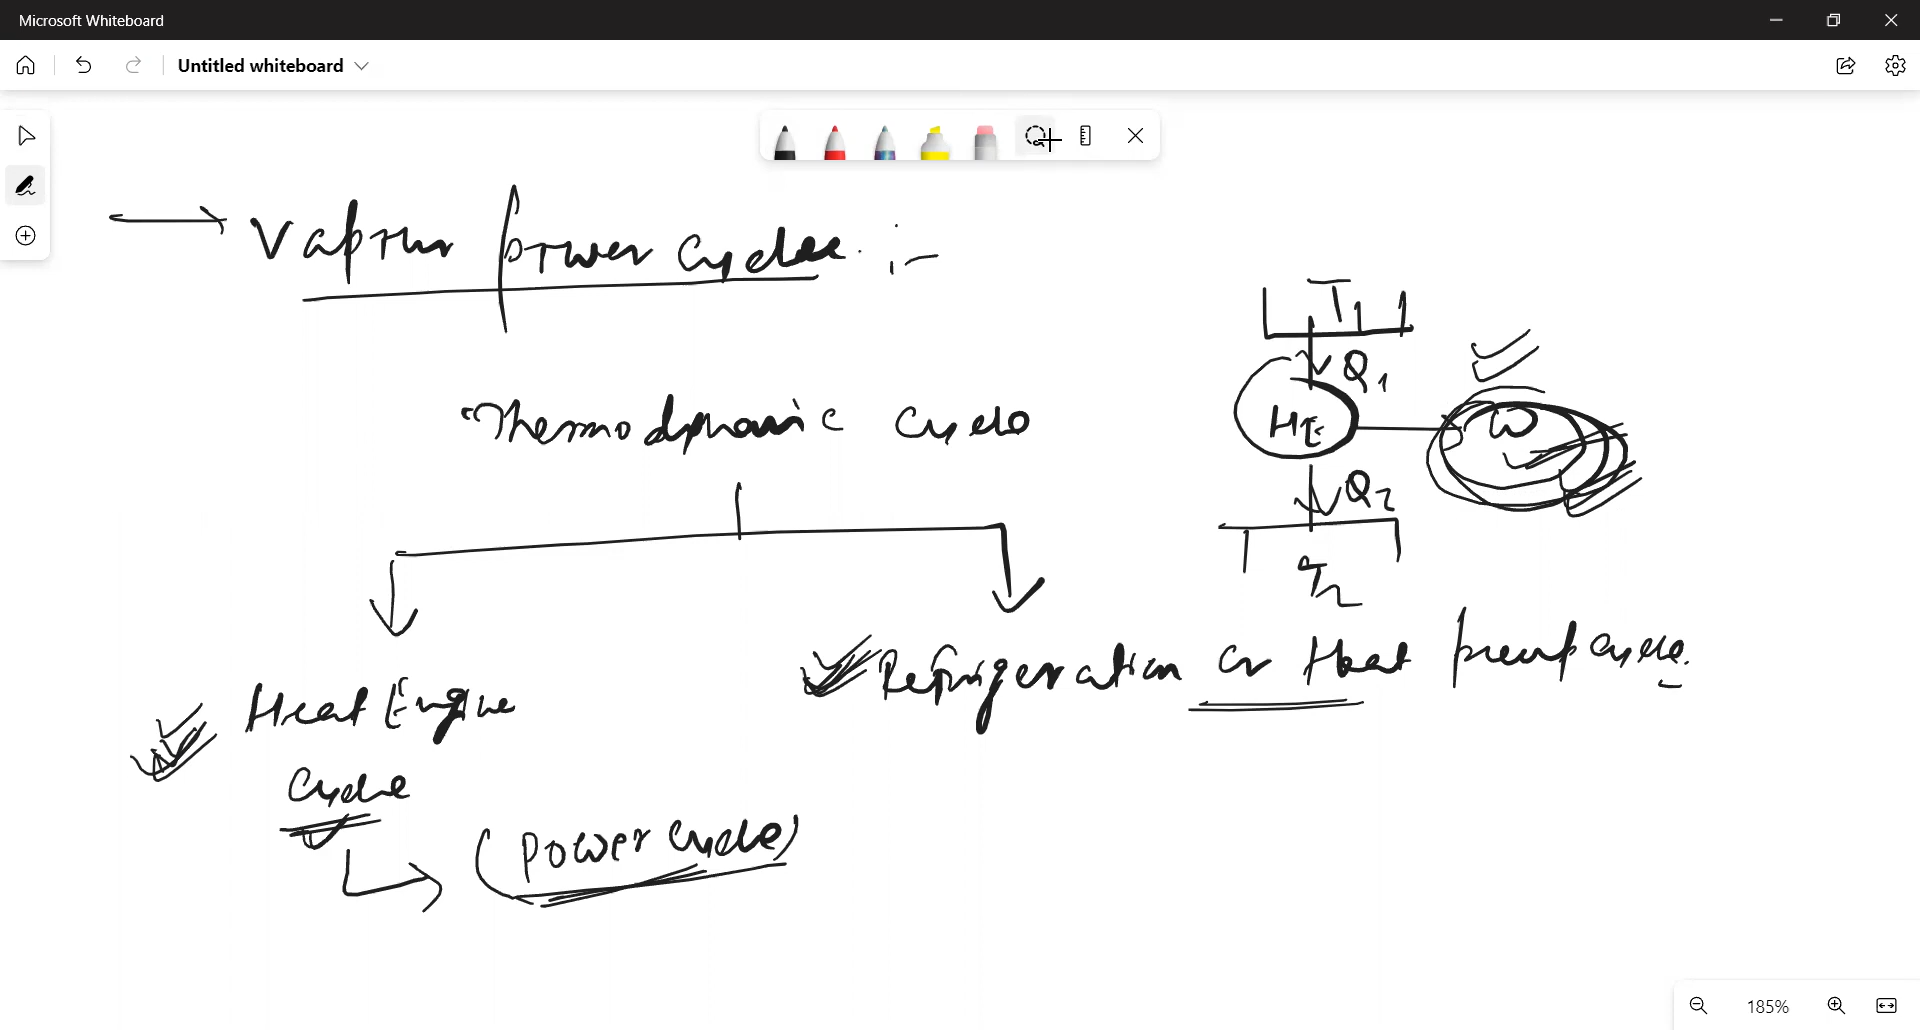 Microsoft Whiteboard
Untitled whiteboard
Vapour power cycles :-
T1
Q1
HE
W
Thermodynamic Cycle
Q2
T2
Refrigeration or Heat pump cycle.
Heat Engine
Cycle
(Power cycle)
185%